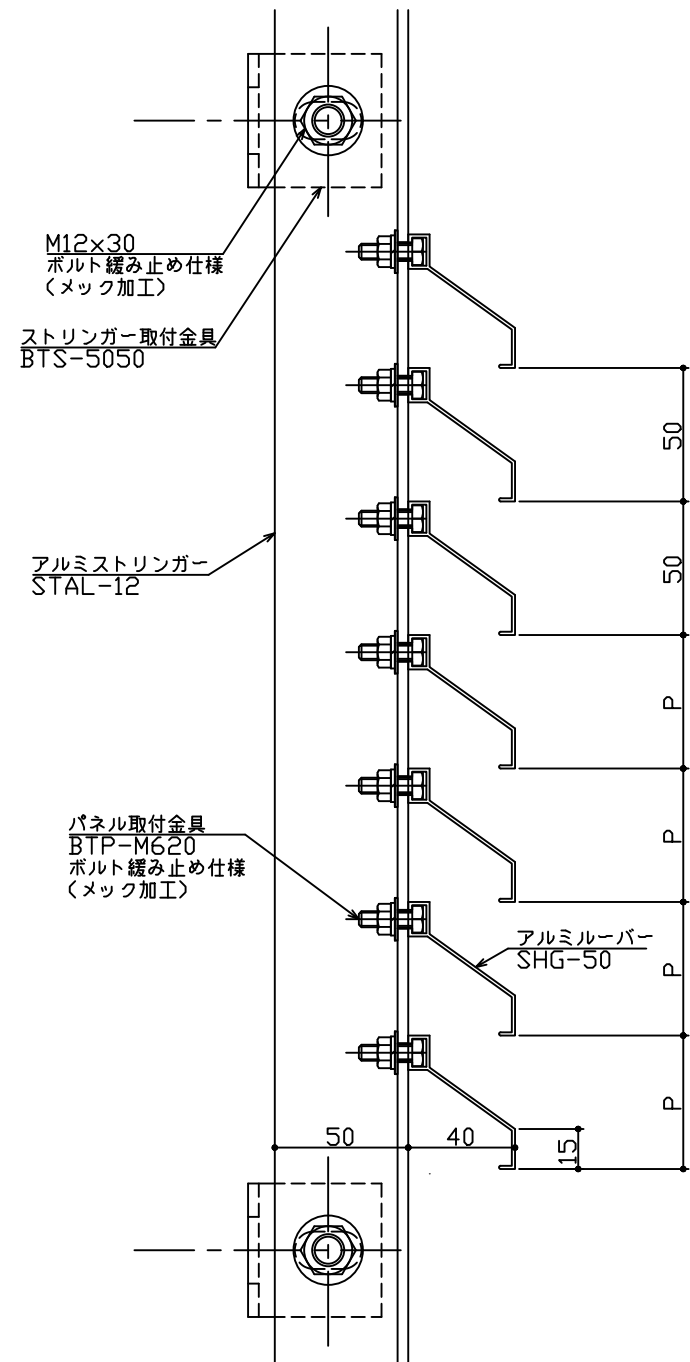 M12×30
ボルト緩み止め仕様
(メック加工)
ストリンガー取付金具
BTS-5050
50
50
アルミストリンガー
STAL-12
P
P
パネル取付金具
BTP-M620
ボルト緩み止め仕様
(メック加工)
アルミルーバー
SHG-50
P
P
50
40
15